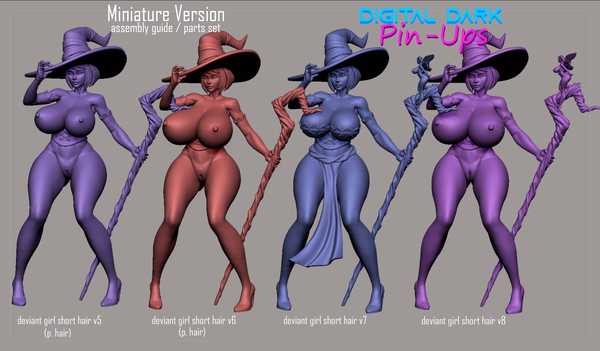 Miniature Version
assembly guide / parts set
DIGITAL DARK
Pin-Ups
deviant girl short hair v5
(p. hair)
deviant girl short hair v6
(p. hair)
deviant girl short hair v7
deviant girl short hair v8